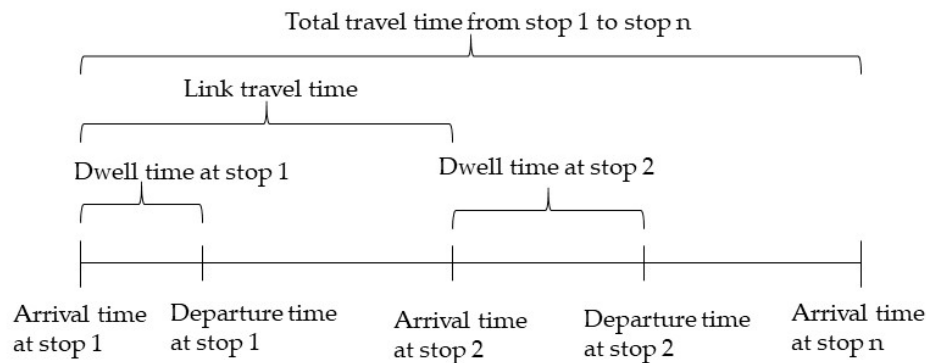 Total travel time from stop 1 to stop n
Link travel time
Dwell time at stop 1
Dwell time at stop 2
Arrival time
at stop 1
Departure time
at stop 1
Arrival time
at stop 2
Departure time
at stop 2
Arrival time
at stop n